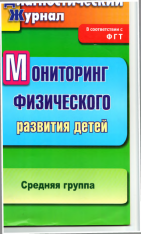 Журнал
В соответствии с
ФГТ
МОНИТОРИНГ
ФИЗИЧЕСКОГО
РАЗВИТИЯ ДЕТЕЙ
Средняя группа